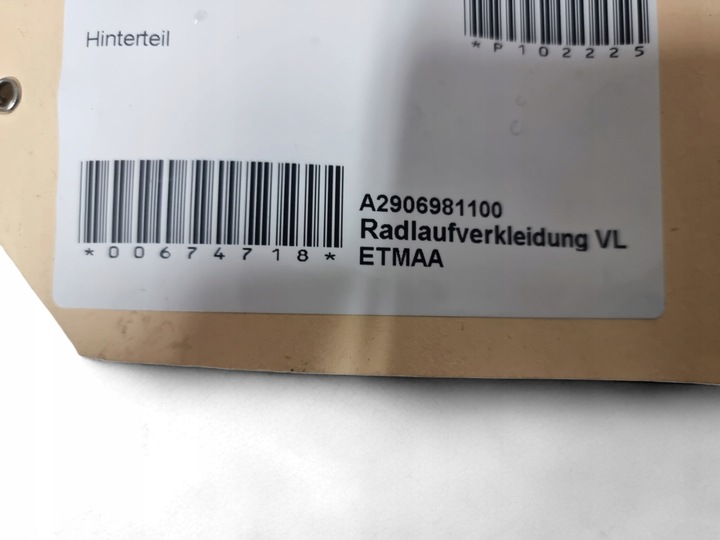 Hinterteil
*P102225
A2906981100
Radlaufverkleidung VL
*00674718*
ETMAA